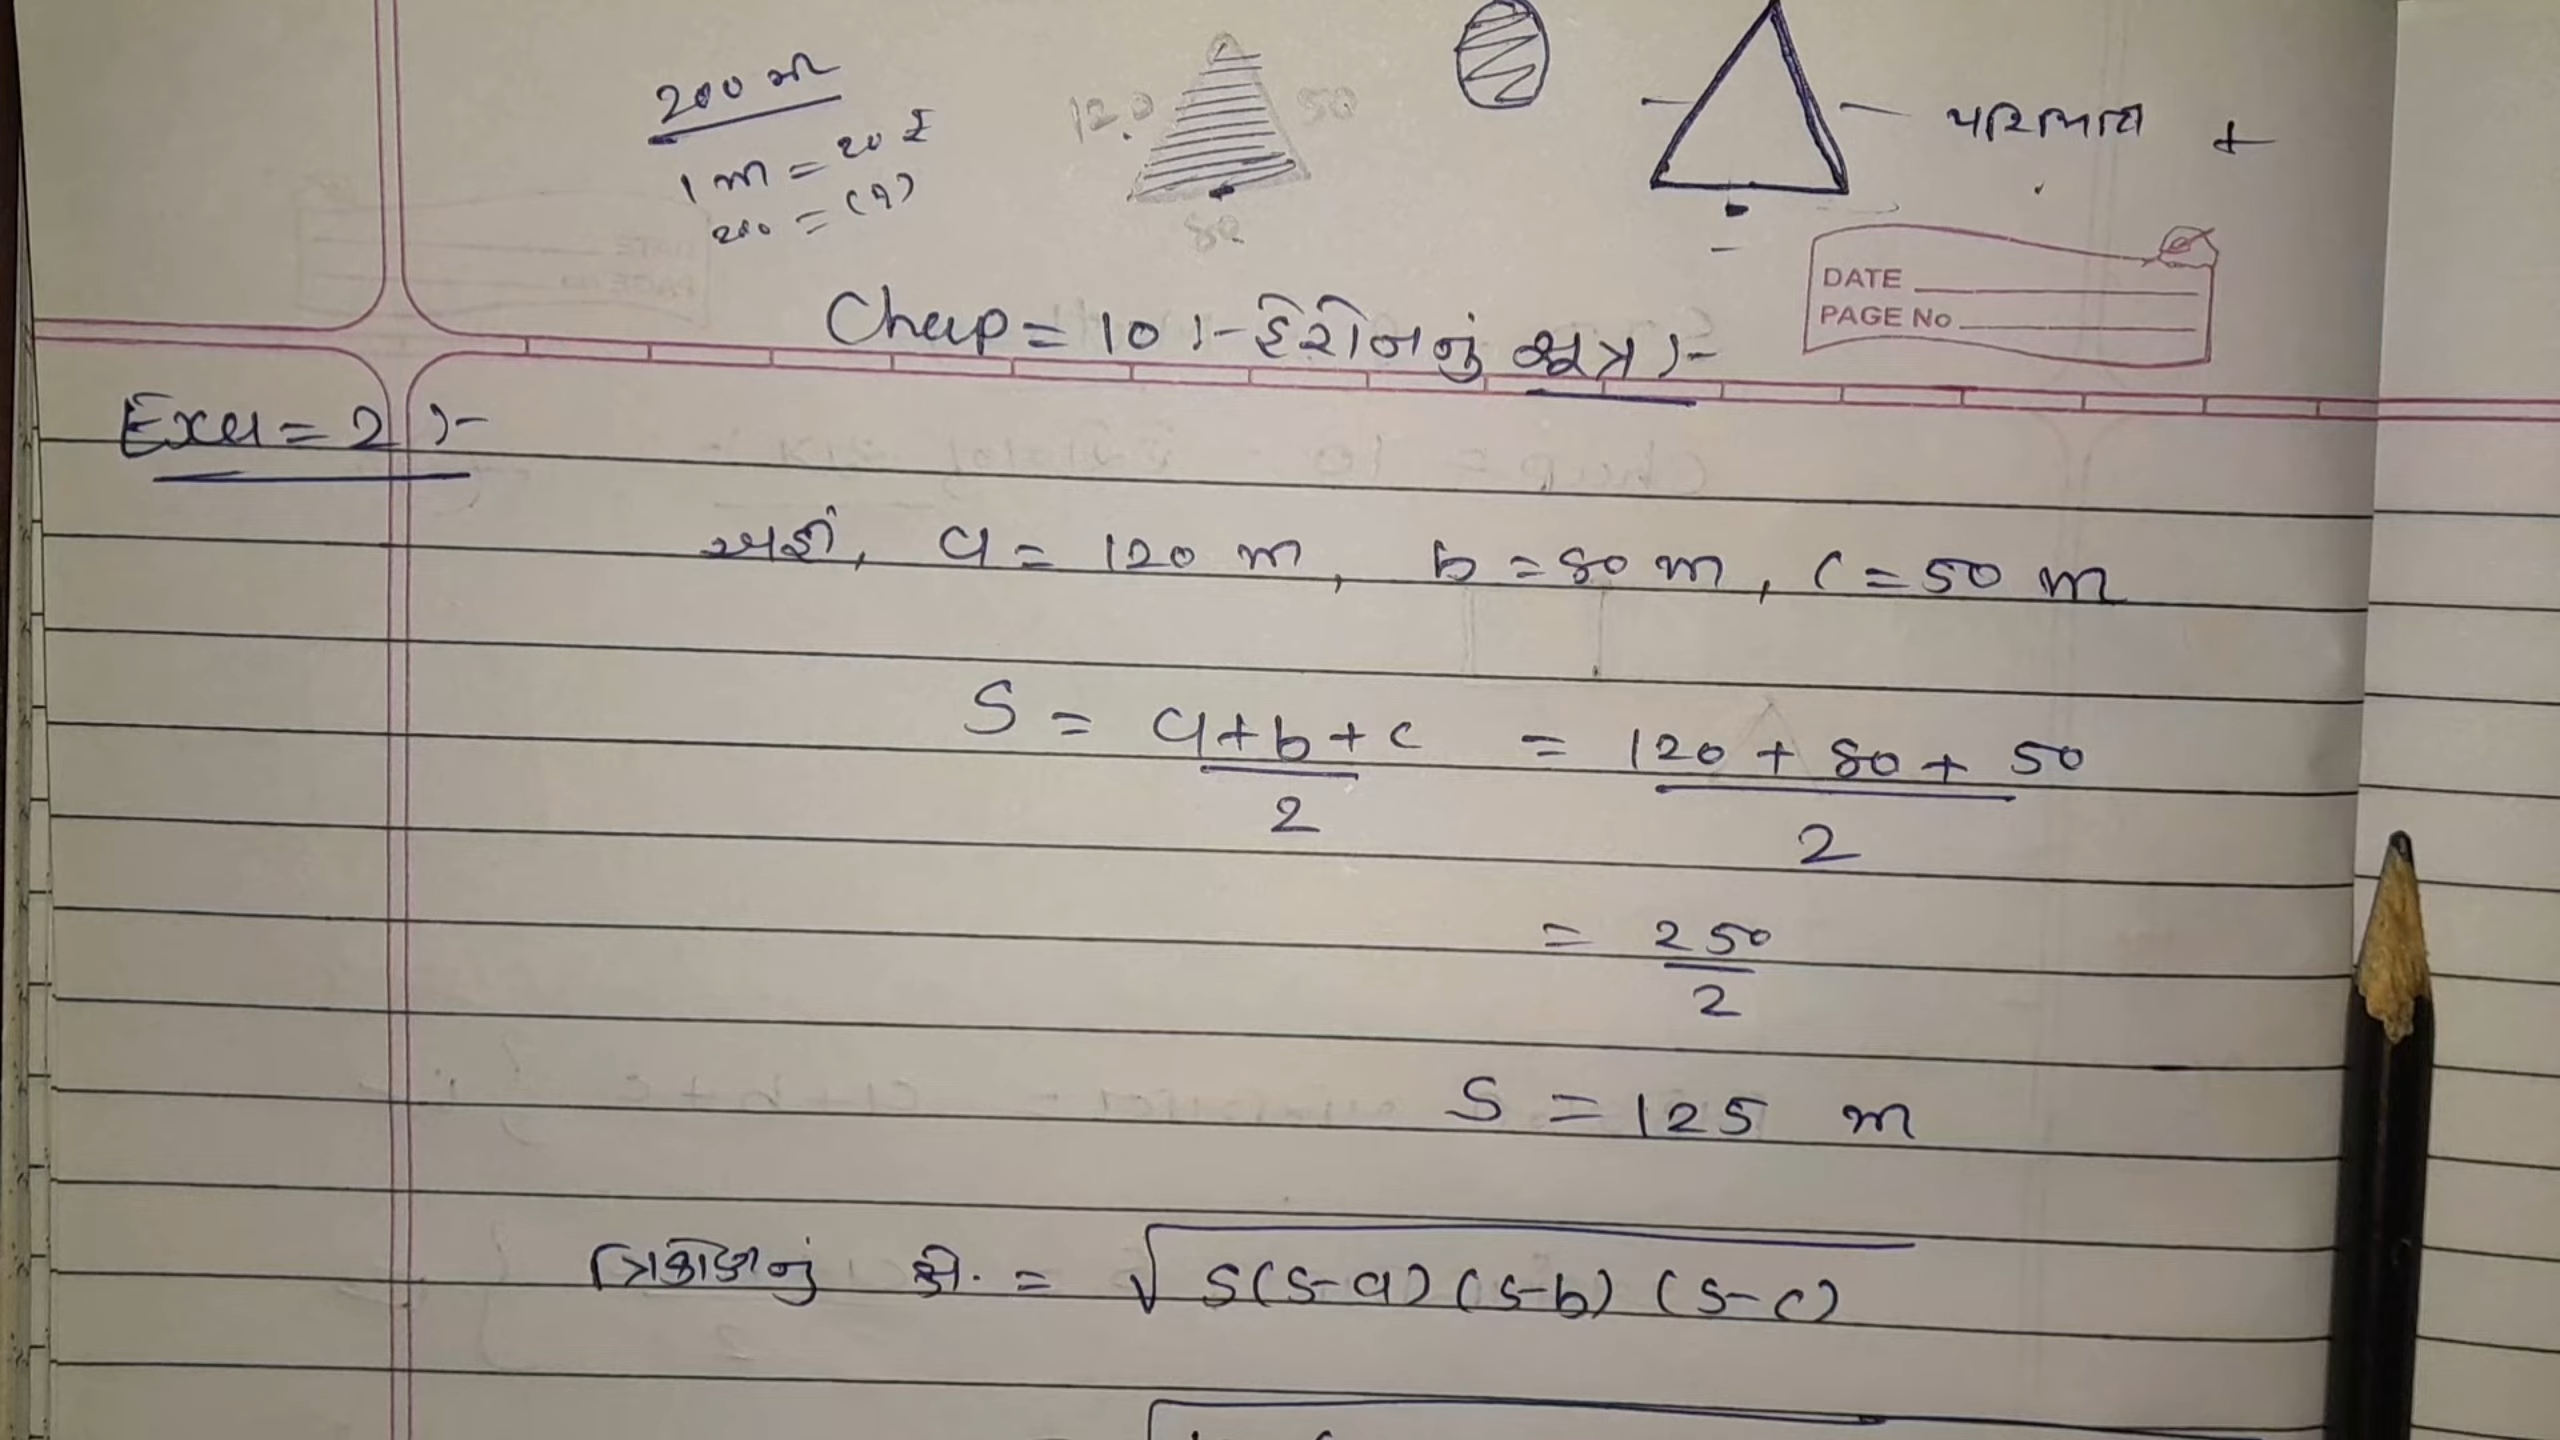 200 મી
1 m = 20 ₹
200 = (?)
120 50
80
પરિમિતિ +
DATE
PAGE No
Chap = 10 :- હેરોનનું સૂત્ર :-
Exa = 2 :-
અહીં, a = 120 m, b = 80 m, c = 50 m
S = a+b+c / 2 = 120 + 80 + 50 / 2
= 250 / 2
S = 125 m
ત્રિકોણનું ક્ષે. = √ S(S-a) (S-b) (S-c)